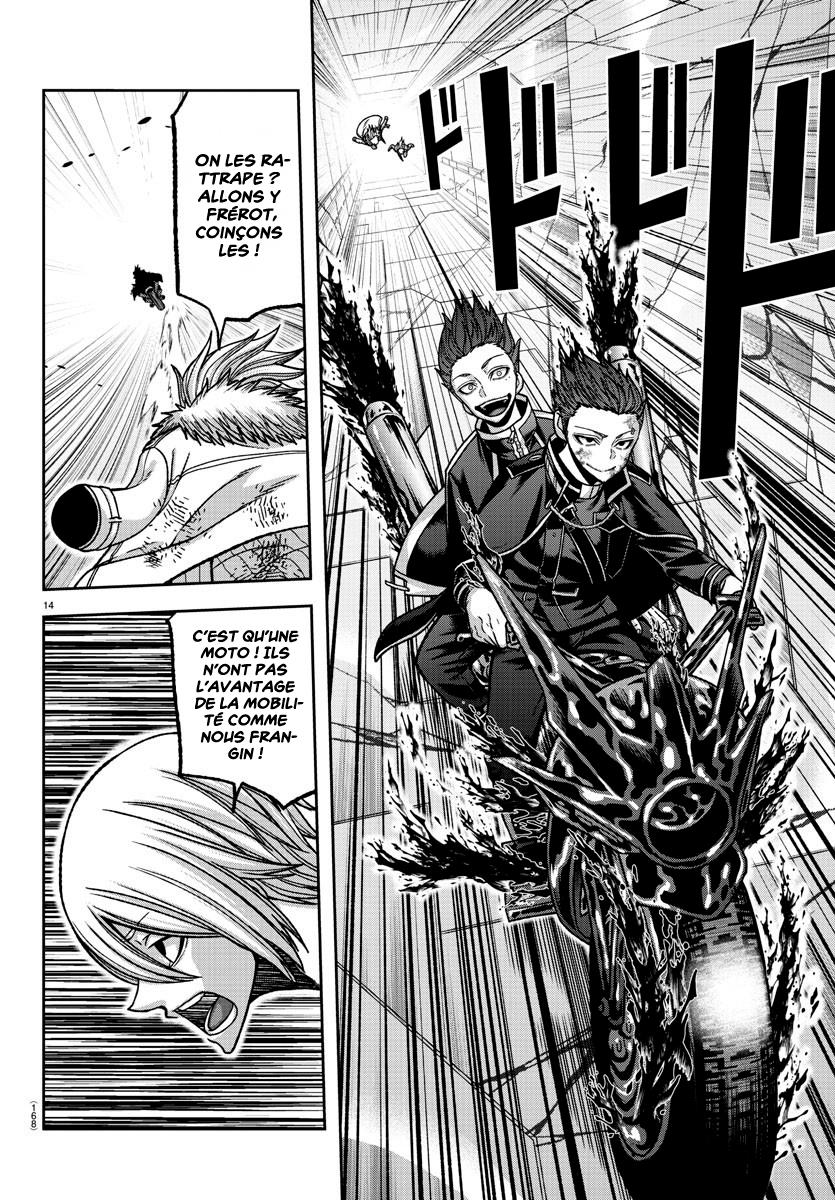 ドドド
ON LES RA-
TTRAPE ?
ALLONS Y
FRÉROT,
COINÇONS
LES !
14
C'EST QU'UNE
MOTO ! ILS
N'ONT PAS
L'AVANTAGE
DE LA MOBILI-
TÉ COMME
NOUS FRAN-
GIN !
(168)